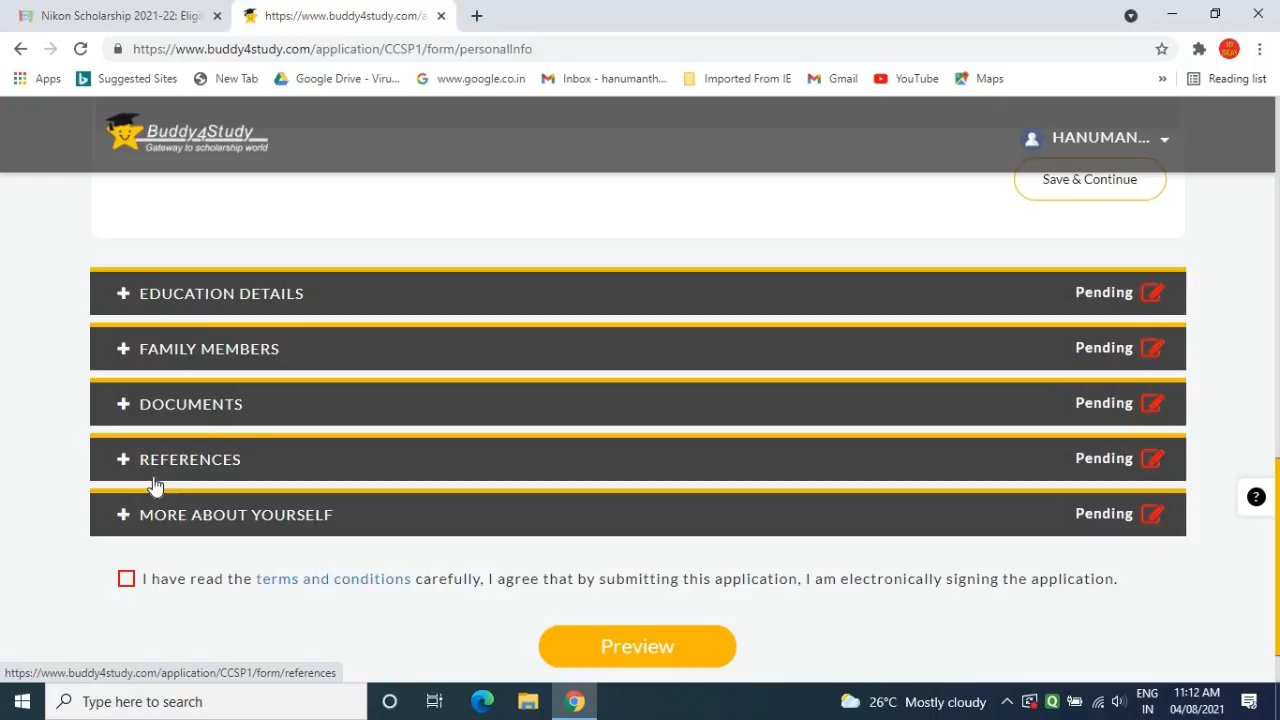 Nikon Scholarship 2021-22: Eligi
https://www.buddy4study.com/a
https://www.buddy4study.com/application/CCSP1/form/personalInfo
Apps
Suggested Sites
New Tab
Google Drive - Viru...
www.google.co.in
Inbox - hanumanth...
Imported From IE
Gmail
YouTube
Maps
»
Reading list
Buddy4Study
Gateway to scholarship world
HANUMAN...
Save & Continue
EDUCATION DETAILS
Pending
FAMILY MEMBERS
Pending
DOCUMENTS
Pending
REFERENCES
Pending
MORE ABOUT YOURSELF
Pending
I have read the terms and conditions carefully, I agree that by submitting this application, I am electronically signing the application.
Preview
https://www.buddy4study.com/application/CCSP1/form/references
Type here to search
26°C Mostly cloudy
ENG
IN
11:12 AM
04/08/2021